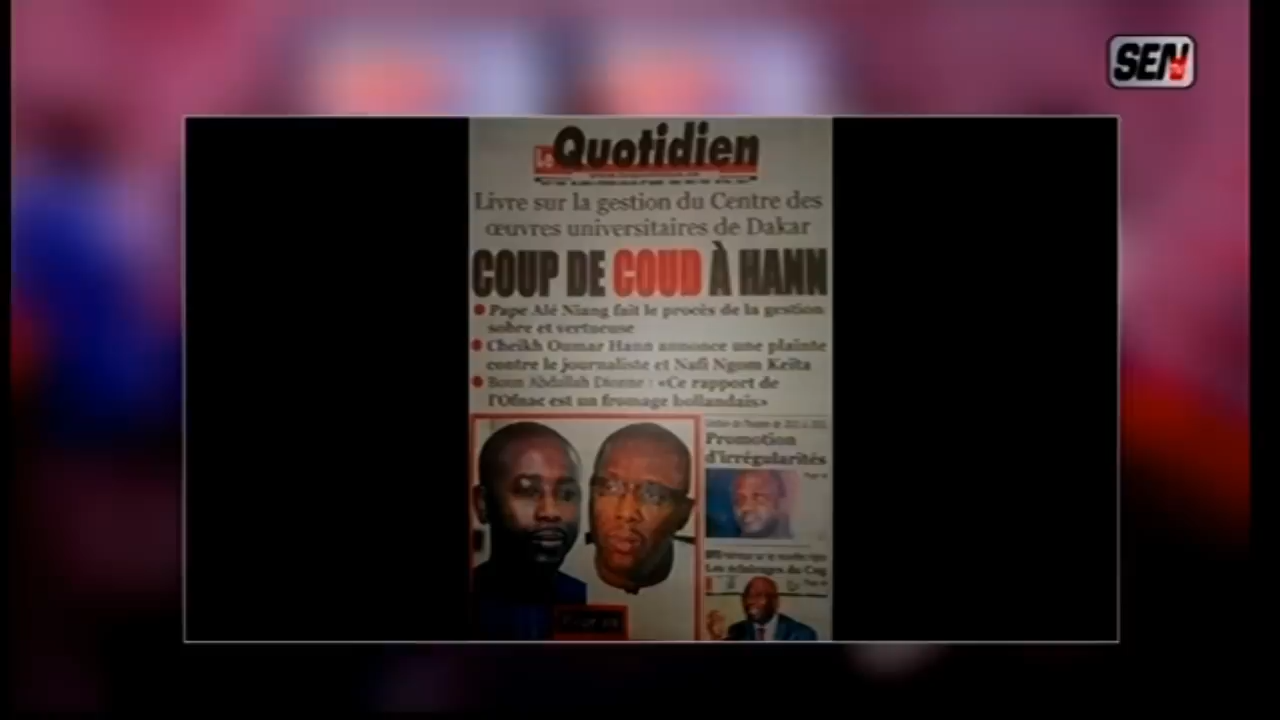 SEN
TV
Le Quotidien
Livre sur la gestion du Centre des
œuvres universitaires de Dakar
COUP DE COUD À HANN
Pape Alé Niang fait le procès de la gestion
sobre et vertueuse
Cheikh Oumar Hann annonce une plainte
contre le journaliste et Nafi Ngom Keïta
Boun Abdallah Dionne : «Ce rapport de
l'Ofnac est un fromage hollandais»
Promotion
d'irrégularités
Les éclairages du Cng